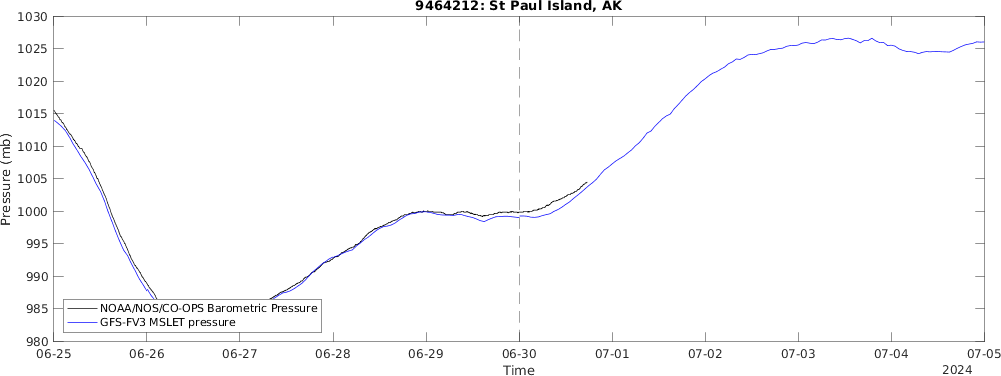 9464212: St Paul Island, AK
1030
1025
1020
1015
1010
1005
1000
995
990
985
980
Pressure (mb)
NOAA/NOS/CO-OPS Barometric Pressure
GFS-FV3 MSLET pressure
06-25 06-26 06-27 06-28 06-29 06-30 07-01 07-02 07-03 07-04 07-05
Time
2024